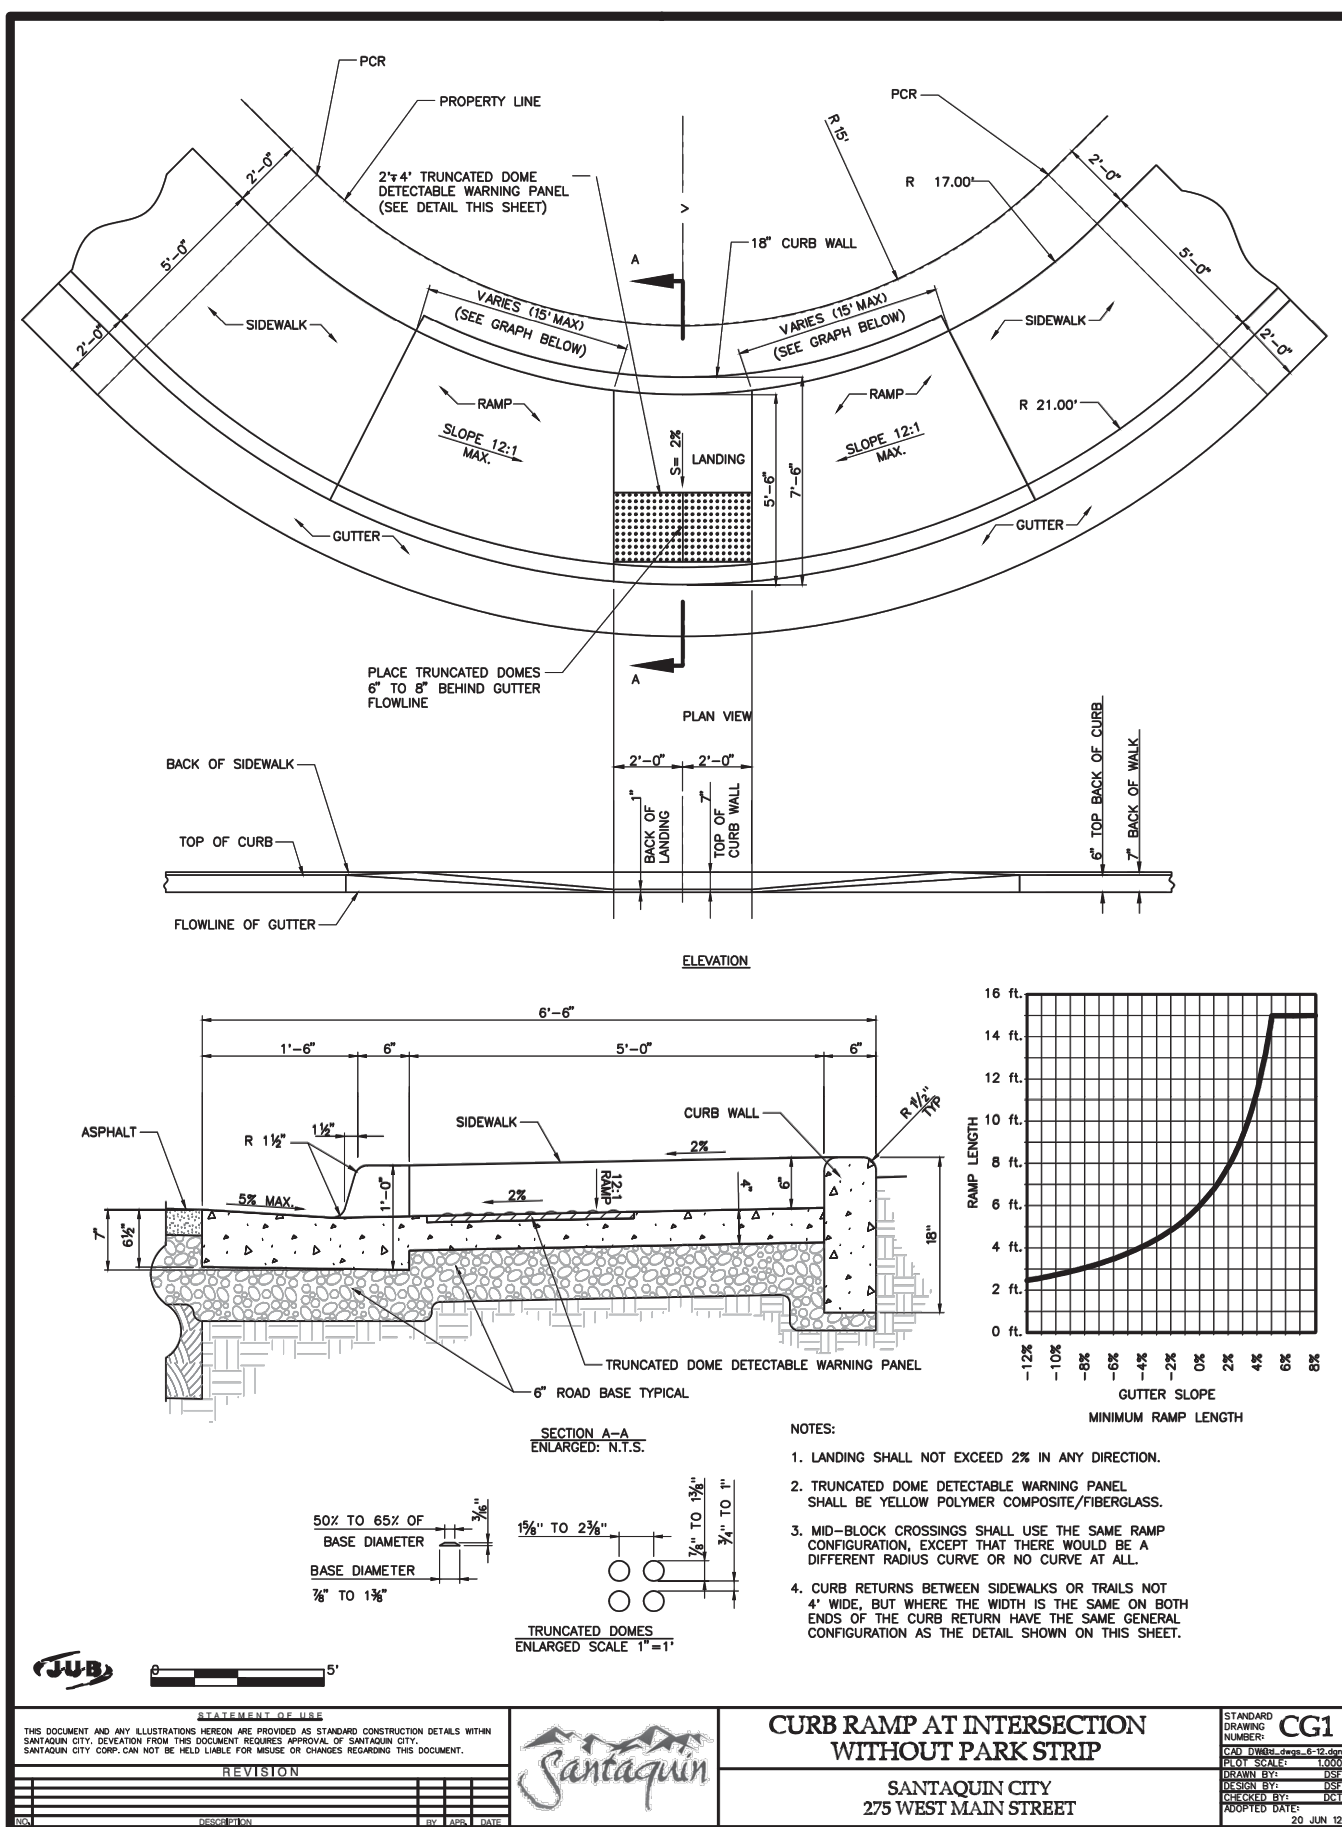 PCR
PROPERTY LINE
PCR
R 15'
2'-0"
2'-0"
2' 4' TRUNCATED DOME
DETECTABLE WARNING PANEL
(SEE DETAIL THIS SHEET)
R 17.00'
18" CURB WALL
5'-0"
5'-0"
A
VARIES (15' MAX)
(SEE GRAPH BELOW)
VARIES (15' MAX)
(SEE GRAPH BELOW)
SIDEWALK
SIDEWALK
2'-0"
2'-0"
RAMP
RAMP
R 21.00'
SLOPE 12:1
MAX.
SLOPE 12:1
MAX.
S= 2%
LANDING
5'-6"
7'-6"
GUTTER
GUTTER
PLACE TRUNCATED DOMES
6" TO 8" BEHIND GUTTER
FLOWLINE
A
PLAN VIEW
2'-0"
2'-0"
BACK OF SIDEWALK
TOP OF CURB
FLOWLINE OF GUTTER
1"
BACK OF
LANDING
7"
TOP OF
CURB WALL
6" TOP BACK OF CURB
7" BACK OF WALK
ELEVATION
6'-6"
1'-6"
6"
5'-0"
6"
ASPHALT
R 1½"
1½"
SIDEWALK
CURB WALL
R 1/2"
TYP
2%
5% MAX.
1'-0"
2%
12:1
RAMP
4"
6"
18"
7"
6½"
TRUNCATED DOME DETECTABLE WARNING PANEL
6" ROAD BASE TYPICAL
SECTION A-A
ENLARGED: N.T.S.
16 ft.
14 ft.
12 ft.
10 ft.
8 ft.
6 ft.
4 ft.
2 ft.
0 ft.
RAMP LENGTH
-12%
-10%
-8%
-6%
-4%
-2%
0%
2%
4%
6%
8%
GUTTER SLOPE
MINIMUM RAMP LENGTH
NOTES:
1. LANDING SHALL NOT EXCEED 2% IN ANY DIRECTION.
2. TRUNCATED DOME DETECTABLE WARNING PANEL
SHALL BE YELLOW POLYMER COMPOSITE/FIBERGLASS.
3. MID-BLOCK CROSSINGS SHALL USE THE SAME RAMP
CONFIGURATION, EXCEPT THAT THERE WOULD BE A
DIFFERENT RADIUS CURVE OR NO CURVE AT ALL.
4. CURB RETURNS BETWEEN SIDEWALKS OR TRAILS NOT
4' WIDE, BUT WHERE THE WIDTH IS THE SAME ON BOTH
ENDS OF THE CURB RETURN HAVE THE SAME GENERAL
CONFIGURATION AS THE DETAIL SHOWN ON THIS SHEET.
50% TO 65% OF
BASE DIAMETER
3/16"
BASE DIAMETER
⅞" TO 1⅜"
1⅝" TO 2⅜"
⅞" TO 1⅜"
¾" TO 1"
TRUNCATED DOMES
ENLARGED SCALE 1"=1'
JUB
0
5'
STATEMENT OF USE
THIS DOCUMENT AND ANY ILLUSTRATIONS HEREON ARE PROVIDED AS STANDARD CONSTRUCTION DETAILS WITHIN
SANTAQUIN CITY. DEVEATION FROM THIS DOCUMENT REQUIRES APPROVAL OF SANTAQUIN CITY.
SANTAQUIN CITY CORP. CAN NOT BE HELD LIABLE FOR MISUSE OR CHANGES REGARDING THIS DOCUMENT.
REVISION
NO.
DESCRIPTION
BY
APR.
DATE
Santaquin
CURB RAMP AT INTERSECTION
WITHOUT PARK STRIP
SANTAQUIN CITY
275 WEST MAIN STREET
STANDARD
DRAWING
NUMBER:
CG1
CAD DWG: dwgs_6-12.dgn
PLOT SCALE: 1.000
DRAWN BY: DSF
DESIGN BY: DSF
CHECKED BY: DCT
ADOPTED DATE:
20 JUN 12